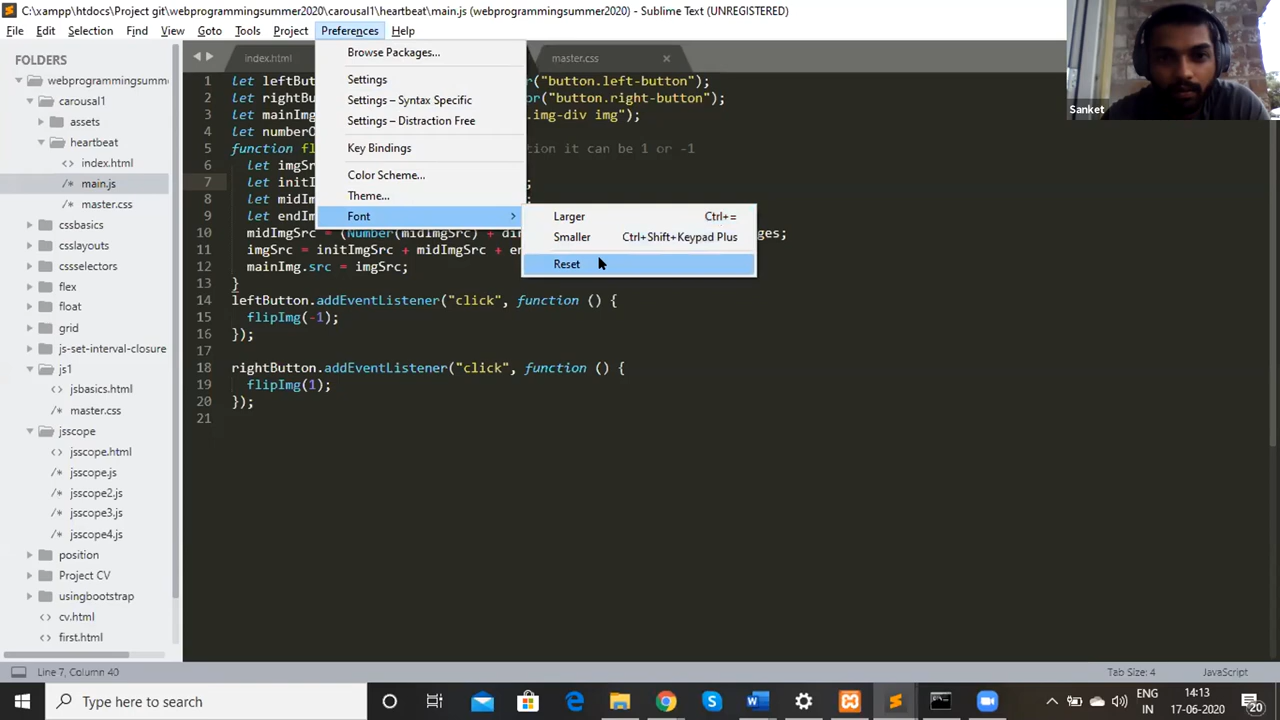 C:\xampp\htdocs\Project git\webprogrammingsummer2020\carousal1\heartbeat\main.js (webprogrammingsummer2020) - Sublime Text (UNREGISTERED)
File Edit Selection Find View Goto Tools Project Preferences Help
Sanket
FOLDERS
webprogrammingsumm
carousal1
assets
heartbeat
<> index.html
/* main.js
/* master.css
cssbasics
csslayouts
cssselectors
flex
float
grid
js-set-interval-closure
js1
<> jsbasics.html
/* master.css
jsscope
<> jsscope.html
/* jsscope.js
/* jsscope2.js
/* jsscope3.js
/* jsscope4.js
position
Project CV
usingbootstrap
<> cv.html
<> first.html
index.html master.css ×
Browse Packages...
Settings
Settings – Syntax Specific
Settings – Distraction Free
Key Bindings
Color Scheme...
Theme...
Font >
Larger Ctrl+=
Smaller Ctrl+Shift+Keypad Plus
Reset
1 let leftBut r("button.left-button");
2 let rightBu or("button.right-button");
3 let mainImg .img-div img");
4 let numberO
5 function fl tion it can be 1 or -1
6 let imgSr
7 let initI ;
8 let midIm ;
9 let endIm
10 midImgSrc = (Number(midImgSrc) + di ges;
11 imgSrc = initImgSrc + midImgSrc + e
12 mainImg.src = imgSrc;
13 }
14 leftButton.addEventListener("click", function () {
15 flipImg(-1);
16 });
17
18 rightButton.addEventListener("click", function () {
19 flipImg(1);
20 });
21
Line 7, Column 40 Tab Size: 4 JavaScript
Type here to search
ENG
IN
14:13
17-06-2020
20